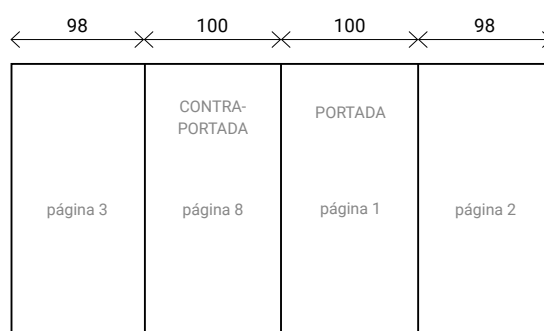 98 100 100 98
CONTRA-
PORTADA
PORTADA
página 3 página 8 página 1 página 2